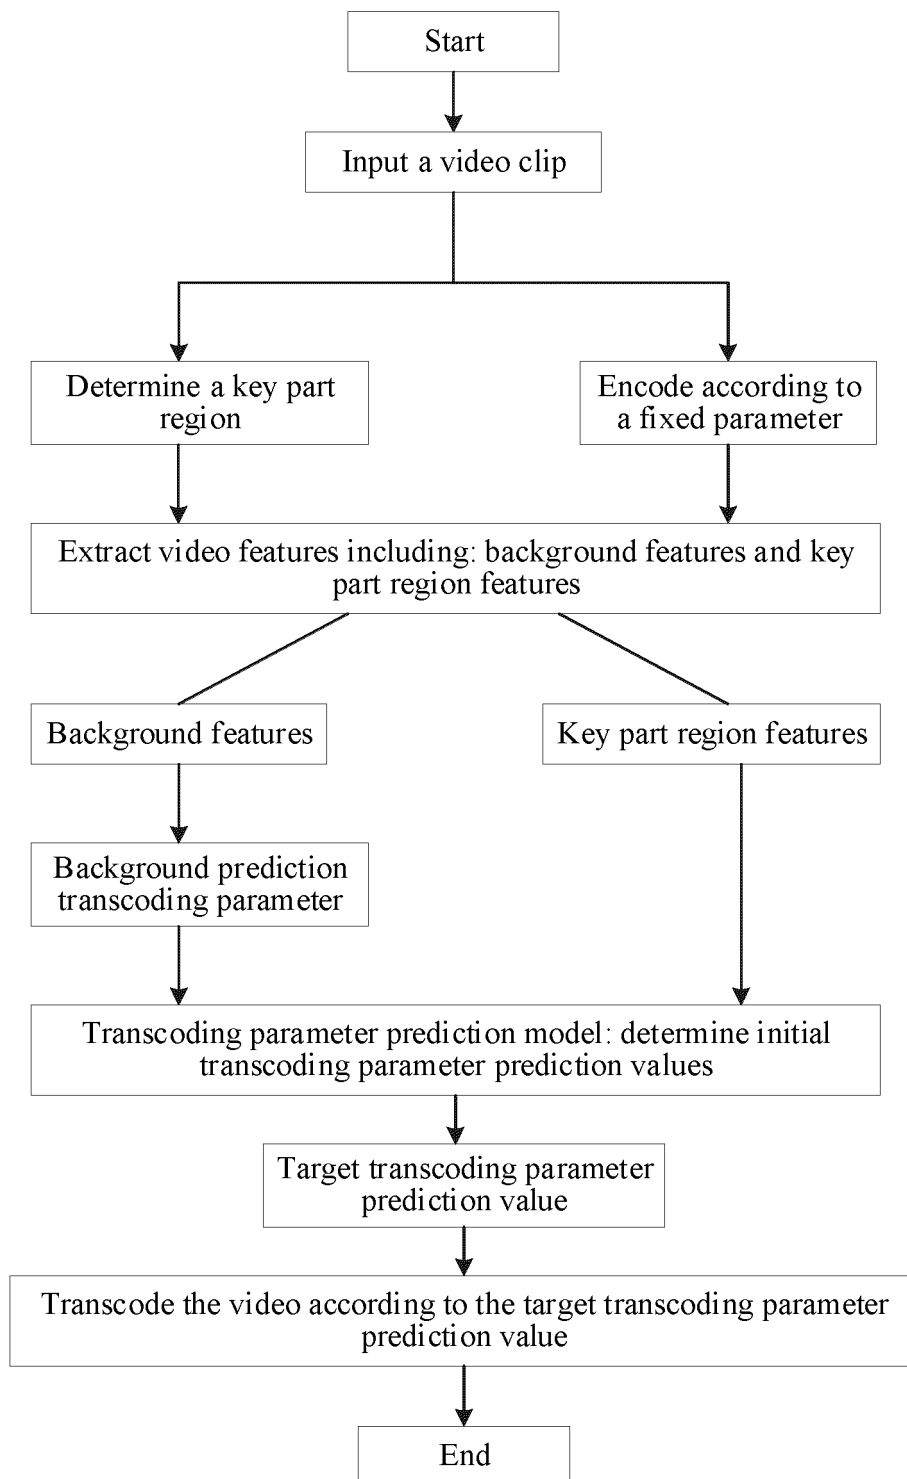 Start
Input a video clip
Determine a key part
region
Encode according to
a fixed parameter
Extract video features including: background features and key
part region features
Background features
Key part region features
Background prediction
transcoding parameter
Transcoding parameter prediction model: determine initial
transcoding parameter prediction values
Target transcoding parameter
prediction value
Transcode the video according to the target transcoding parameter
prediction value
End